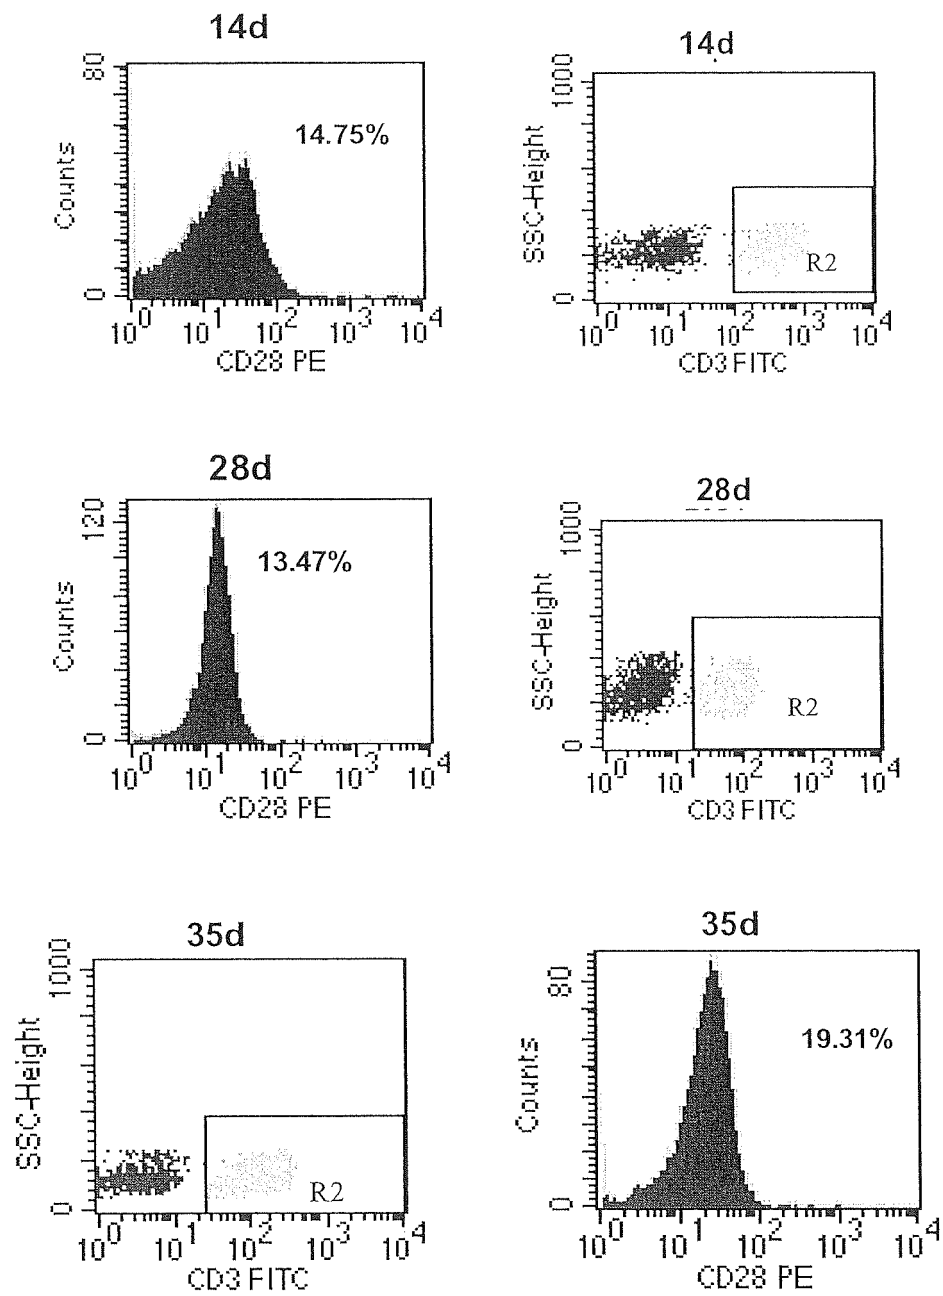 14d
80
Counts
14.75%
0
10^0 10^1 10^2 10^3 10^4
CD28 PE
14d
1000
SSC-Height
R2
0
10^0 10^1 10^2 10^3 10^4
CD3 FITC
28d
120
Counts
13.47%
0
10^0 10^1 10^2 10^3 10^4
CD28 PE
28d
1000
SSC-Height
R2
0
10^0 10^1 10^2 10^3 10^4
CD3 FITC
35d
1000
SSC-Height
R2
0
10^0 10^1 10^2 10^3 10^4
CD3 FITC
35d
80
Counts
19.31%
0
10^0 10^1 10^2 10^3 10^4
CD28 PE